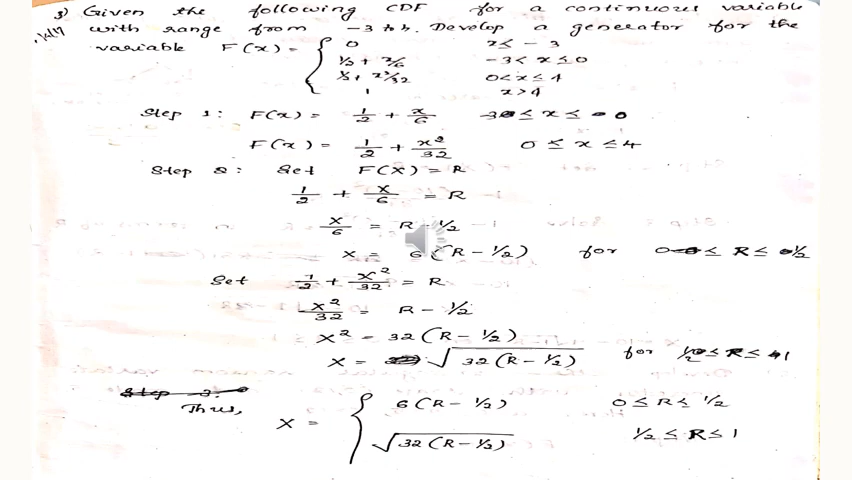 3) Given the following CDF for a continuous variable
with range from -3 to 4. Develop a generator for the
variable F(x) = { 0 x ≤ -3
1/2 + x/6 -3 < x ≤ 0
1/2 + x²/32 0 < x ≤ 4
1 x > 4
Step 1: F(x) = 1/2 + x/6 -3 ≤ x ≤ 0
F(x) = 1/2 + x²/32 0 ≤ x ≤ 4
Step 2: Set F(X) = R
1/2 + X/6 = R
X/6 = R - 1/2
X = 6(R - 1/2) for 0 ≤ R ≤ 1/2
Set 1/2 + X²/32 = R
X²/32 = R - 1/2
X² = 32(R - 1/2)
X = √32(R - 1/2) for 1/2 ≤ R ≤ 1
Step 3:
Thus,
X = { 6(R - 1/2) 0 ≤ R ≤ 1/2
√32(R - 1/2) 1/2 ≤ R ≤ 1